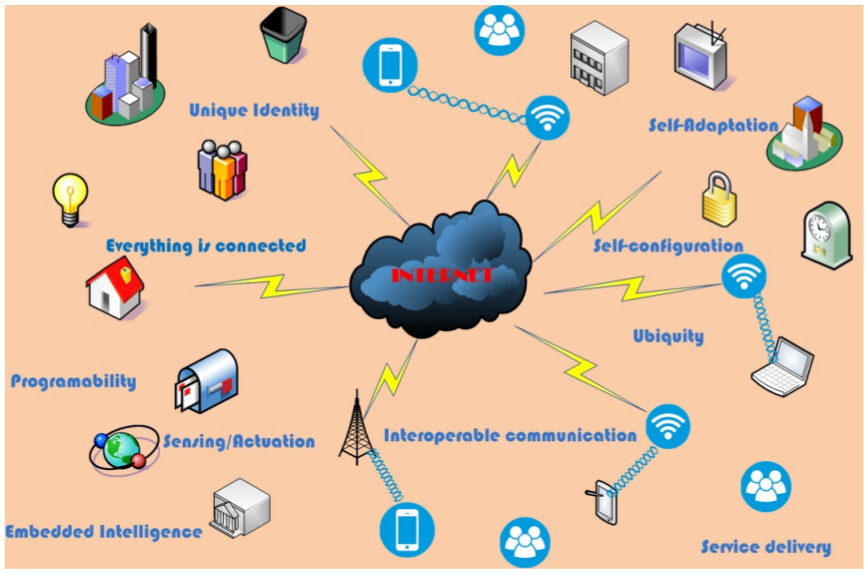 Unique Identity
Self-Adaptation
Everything is connected
Self-configuration
INTERNET
Ubiquity
Programability
Sensing/Actuation
Interoperable communication
Embedded Intelligence
Service delivery